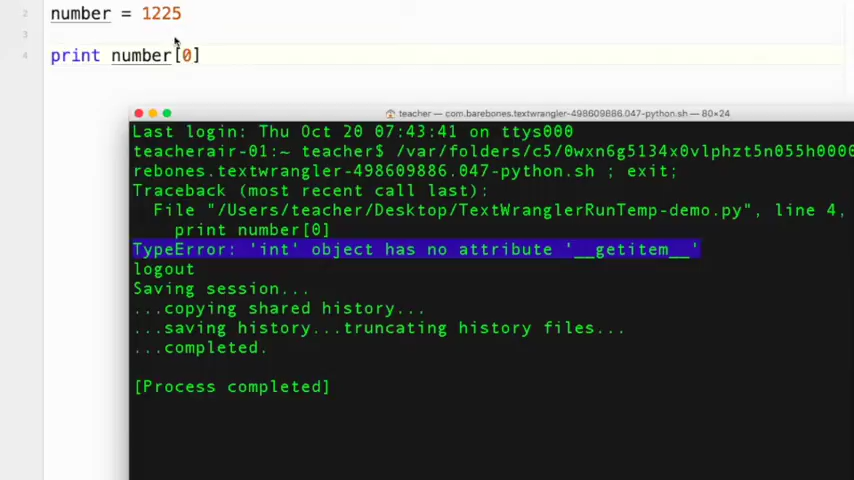 2 number = 1225
3
4 print number[0]
teacher — com.barebones.textwrangler-498609886.047-python.sh — 80×24
Last login: Thu Oct 20 07:43:41 on ttys000
teacherair-01:~ teacher$ /var/folders/c5/0wxn6g5134x0vlphzt5n055h0000
rebones.textwrangler-498609886.047-python.sh ; exit;
Traceback (most recent call last):
File "/Users/teacher/Desktop/TextWranglerRunTemp-demo.py", line 4,
print number[0]
TypeError: 'int' object has no attribute '__getitem__'
logout
Saving session...
...copying shared history...
...saving history...truncating history files...
...completed.
[Process completed]